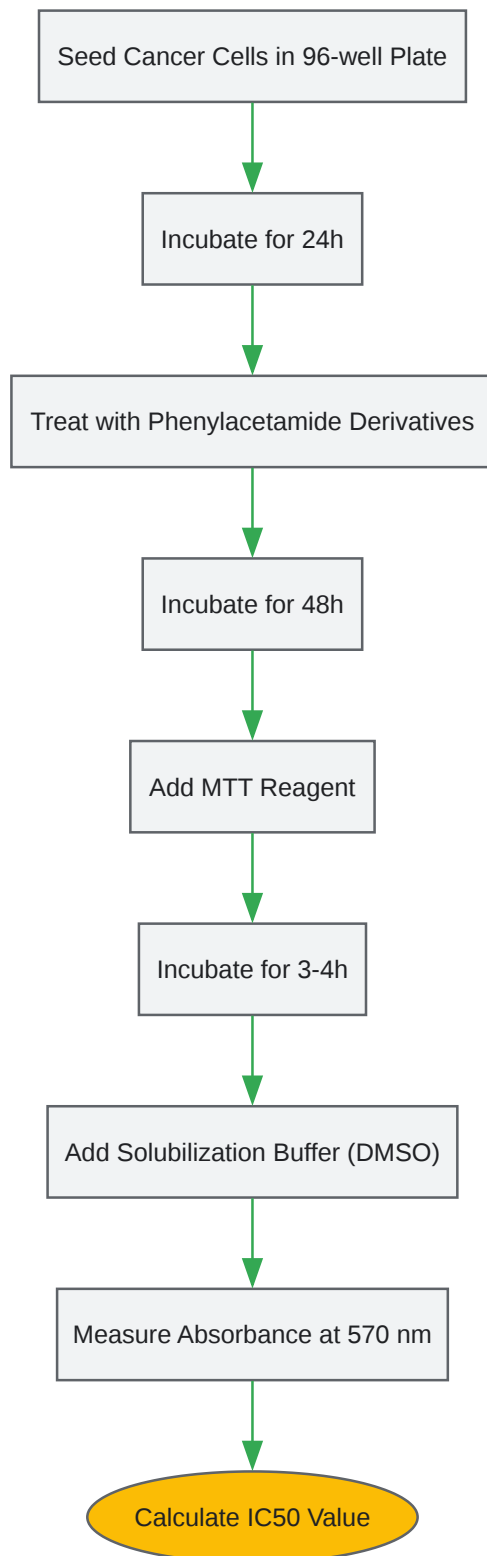 Seed Cancer Cells in 96-well Plate
Incubate for 24h
Treat with Phenylacetamide Derivatives
Incubate for 48h
Add MTT Reagent
Incubate for 3-4h
Add Solubilization Buffer (DMSO)
Measure Absorbance at 570 nm
Calculate IC50 Value